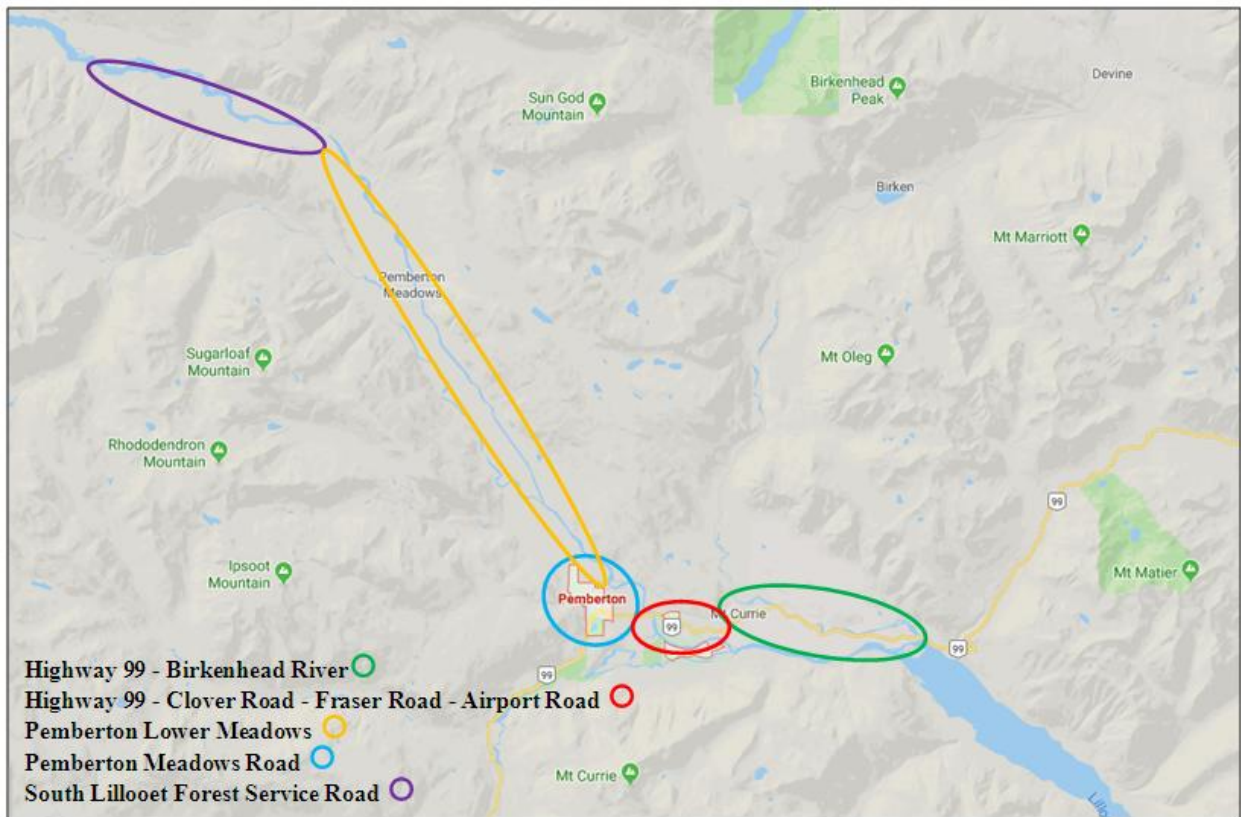 Devine
Birkenhead
Peak
Sun God
Mountain
Birken
Mt Marriott
Pemberton
Meadows
Sugarloaf
Mountain
Mt Oleg
Rhododendron
Mountain
99
Ipsoot
Mountain
Mt Matier
Pemberton
Mt Currie
99
99
99
Highway 99 - Birkenhead River
Highway 99 - Clover Road - Fraser Road - Airport Road
Pemberton Lower Meadows
Pemberton Meadows Road
South Lillooet Forest Service Road
Mt Currie